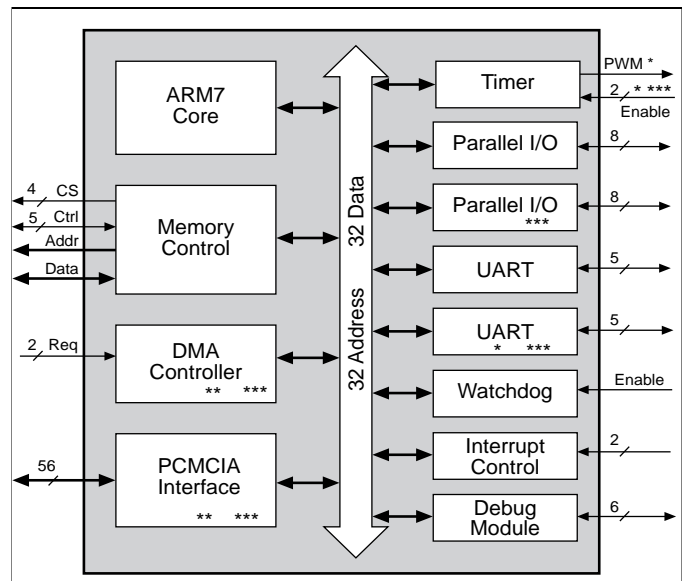 ARM7
Core
4 CS
5 Ctrl
Addr
Data
Memory
Control
2 Req
DMA
Controller
** ***
56
PCMCIA
Interface
** ***
32 Address
32 Data
Timer
PWM *
2 * ***
Enable
Parallel I/O
8
Parallel I/O
***
8
UART
5
UART
* ***
5
Watchdog
Enable
Interrupt
Control
2
Debug
Module
6